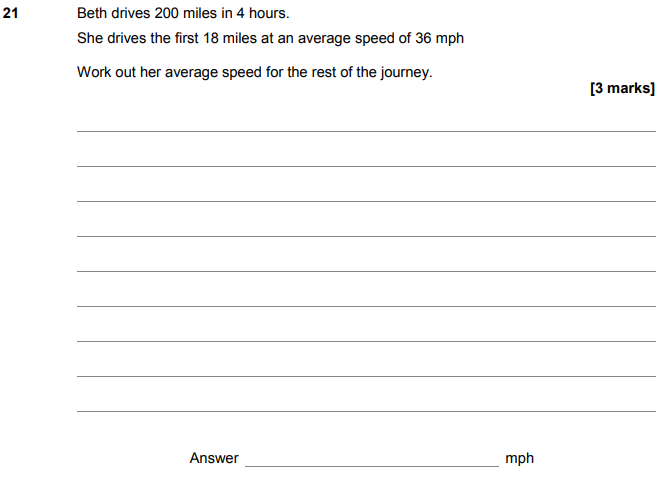 21 Beth drives 200 miles in 4 hours.
She drives the first 18 miles at an average speed of 36 mph
Work out her average speed for the rest of the journey.
[3 marks]
Answer mph